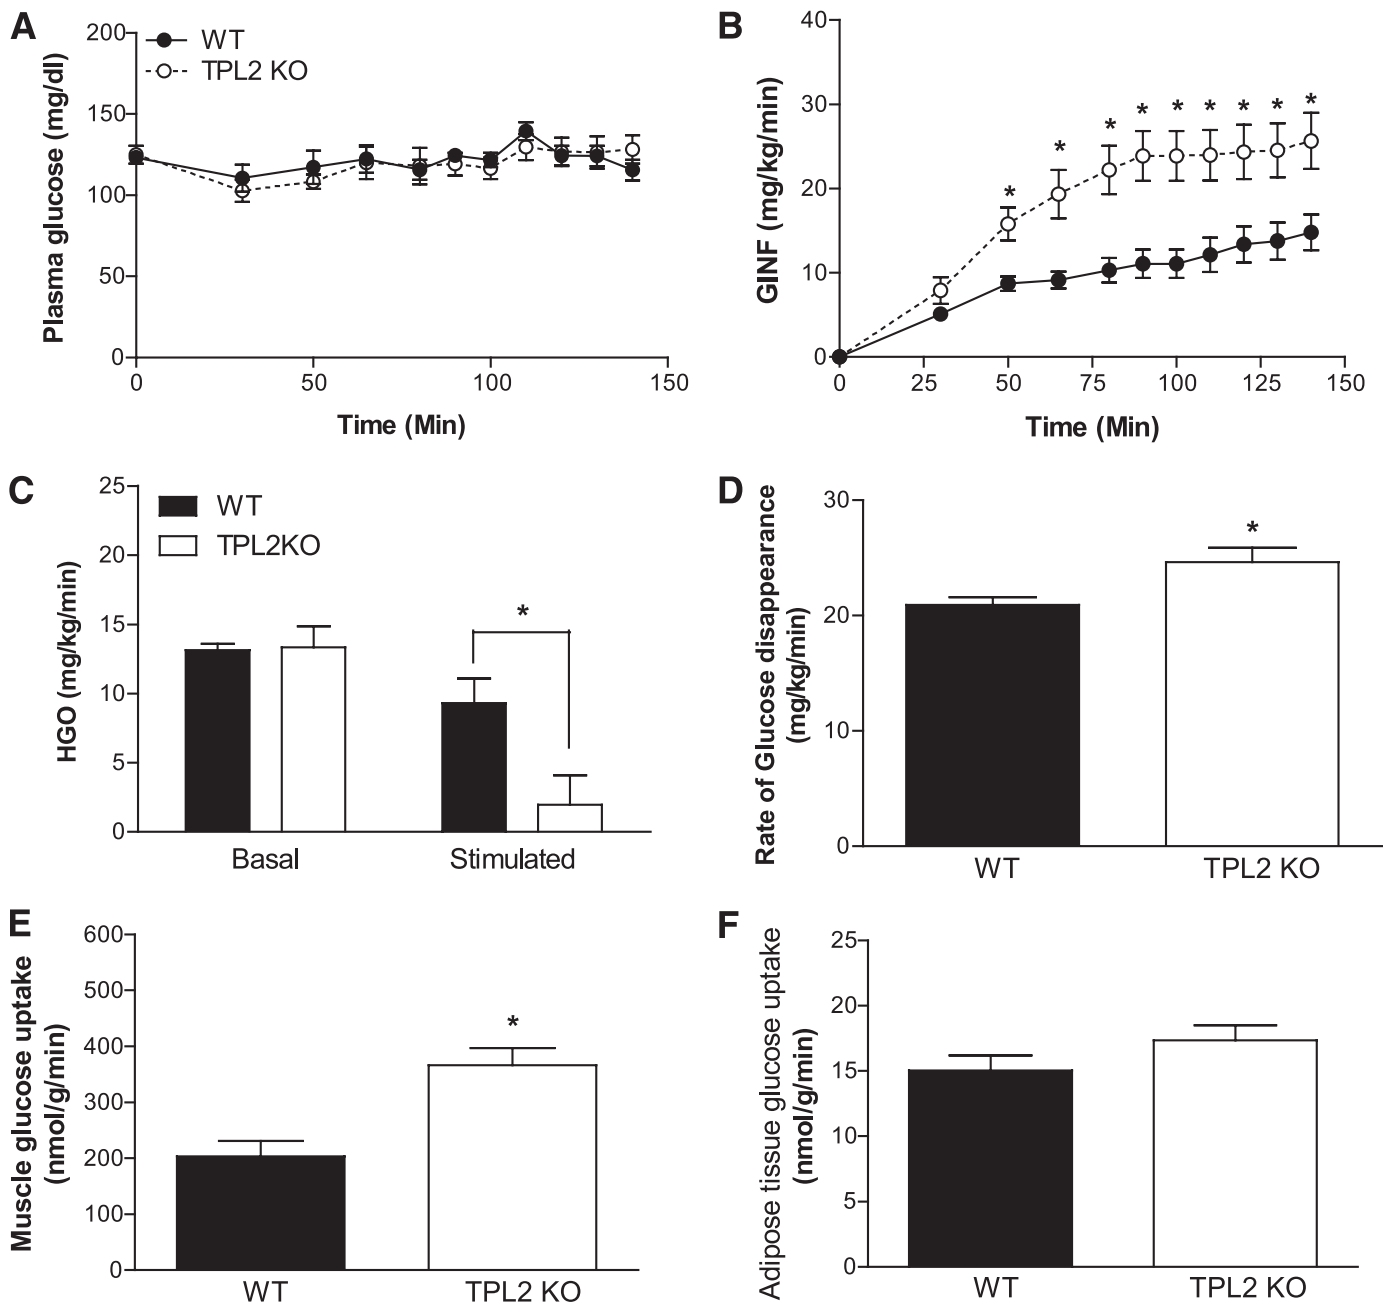 A
Plasma glucose (mg/dl)
200
150
100
50
0
WT
TPL2 KO
0
50
100
150
Time (Min)
B
GINF (mg/kg/min)
40
30
20
10
0
* * * * * * * * *
0
25
50
75
100
125
150
Time (Min)
C
HGO (mg/kg/min)
25
20
15
10
5
0
WT
TPL2KO
*
Basal
Stimulated
D
Rate of Glucose disappearance
(mg/kg/min)
30
20
10
0
*
WT
TPL2 KO
E
Muscle glucose uptake
(nmol/g/min)
600
500
400
300
200
100
0
*
WT
TPL2 KO
F
Adipose tissue glucose uptake
(nmol/g/min)
25
20
15
10
5
0
WT
TPL2 KO